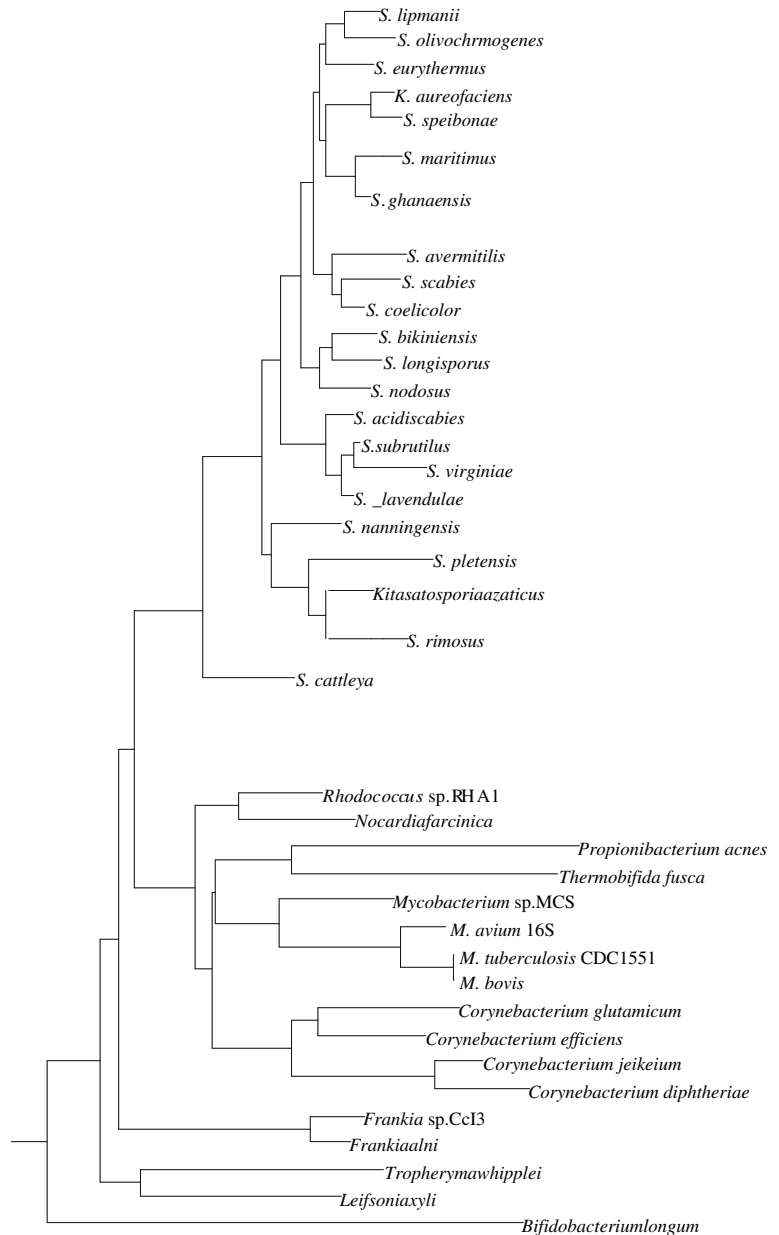 S. lipmanii
S. olivochrmogenes
S. eurythermus
K. aureofaciens
S. speibonae
S. maritimus
S. ghanaensis
S. avermitilis
S. scabies
S. coelicolor
S. bikiniensis
S. longisporus
S. nodosus
S. acidiscabies
S.subrutilus
S. virginiae
S. _lavendulae
S. nanningensis
S. pletensis
Kitasatosporiaazaticus
S. rimosus
S. cattleya
Rhodococcus sp.RHA1
Nocardiafarcinica
Propionibacterium acnes
Thermobifida fusca
Mycobacterium sp.MCS
M. avium 16S
M. tuberculosis CDC1551
M. bovis
Corynebacterium glutamicum
Corynebacterium efficiens
Corynebacterium jeikeium
Corynebacterium diphtheriae
Frankia sp.CcI3
Frankiaalni
Tropherymawhipplei
Leifsoniaxyli
Bifidobacteriumlongum